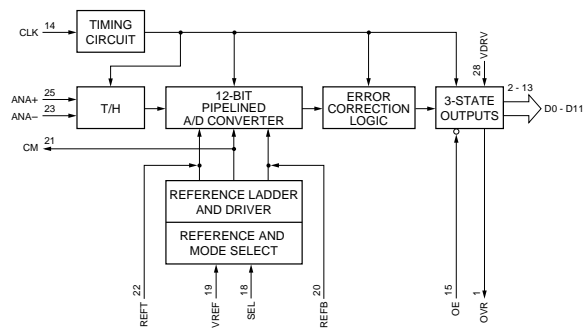 CLK 14
TIMING
CIRCUIT
28 VDRV
ANA+ 25
ANA– 23
T/H
12-BIT
PIPELINED
A/D CONVERTER
ERROR
CORRECTION
LOGIC
3-STATE
OUTPUTS
2 - 13
D0 - D11
CM 21
REFERENCE LADDER
AND DRIVER
REFERENCE AND
MODE SELECT
REFT 22
VREF 19
SEL 18
REFB 20
OE 15
OVR 1